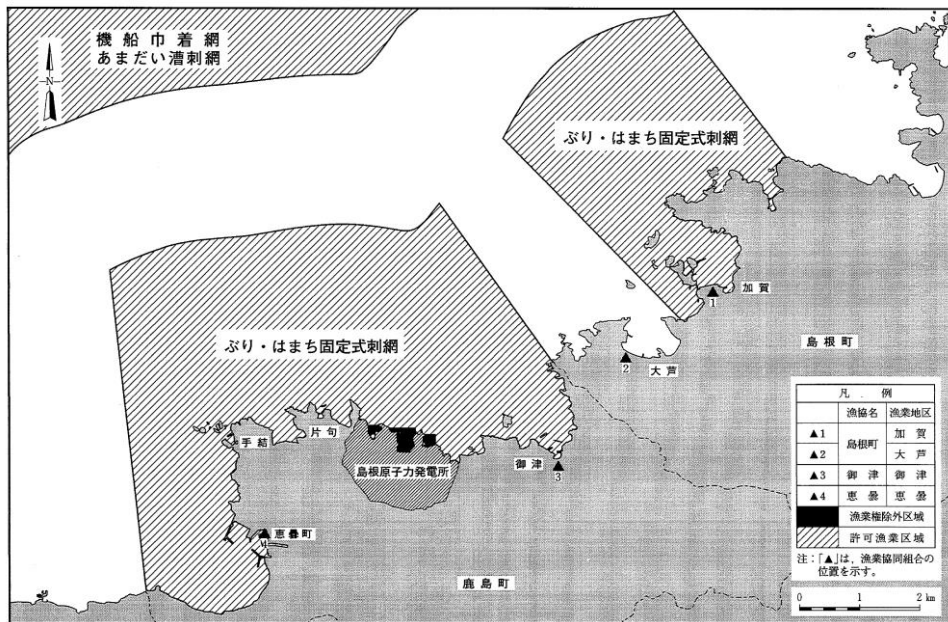 機船巾着網
あまだい漕刺網
N
ぶり・はまち固定式刺網
加賀
1
島根町
2
大芦
ぶり・はまち固定式刺網
手結
片句
島根原子力発電所
御津
3
恵曇町
鹿島町
凡 . 例
漁協名 漁業地区
▲1 島根町 加賀
▲2 大芦
▲3 御津 御津
▲4 恵曇 恵曇
漁業権除外区域
許可漁業区域
注:「▲」は,漁業協同組合の
位置を示す。
0 1 2 km